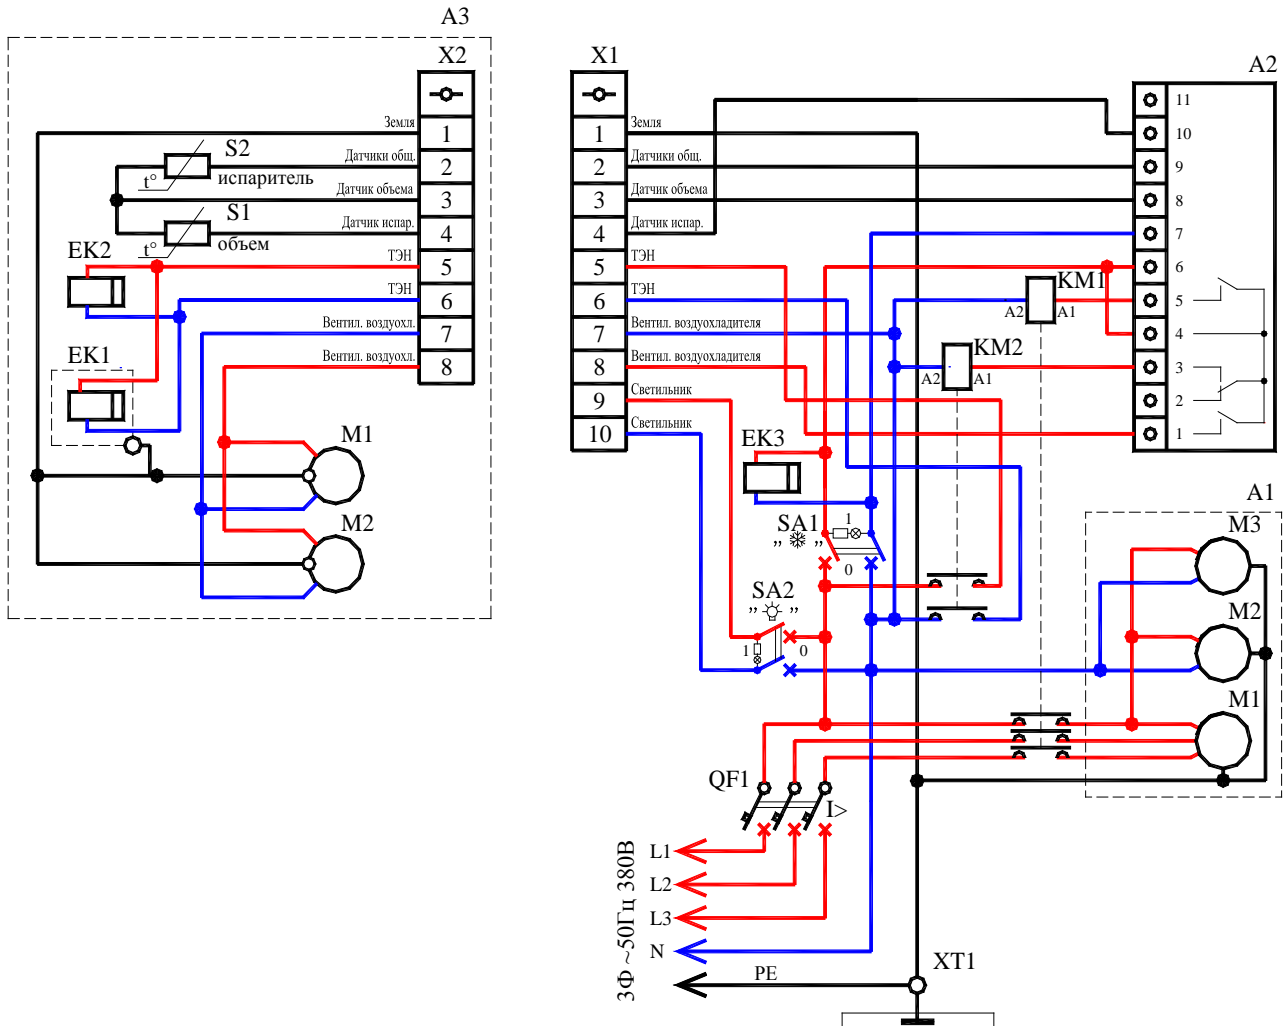 A3
X2
Земля 1
S2
Датчики общ. 2
t° испаритель
Датчик объема 3
S1
Датчик испар. 4
t° объем
EK2
ТЭН 5
ТЭН 6
Вентил. воздухохл. 7
EK1
Вентил. воздухохл. 8
M1
M2
X1
1 Земля
2 Датчики общ.
3 Датчик объема
4 Датчик испар.
5 ТЭН
6 ТЭН
7 Вентил. воздухохладителя
8 Вентил. воздухохладителя
9 Светильник
10 Светильник
A2
11
10
9
8
7
6
5
4
3
2
1
KM1
A2 A1
KM2
A2 A1
EK3
SA1
1
" "
0
SA2
" "
1
0
A1
M3
M2
M1
QF1
I>
3Ф ~50Гц 380В
L1
L2
L3
N
PE
XT1